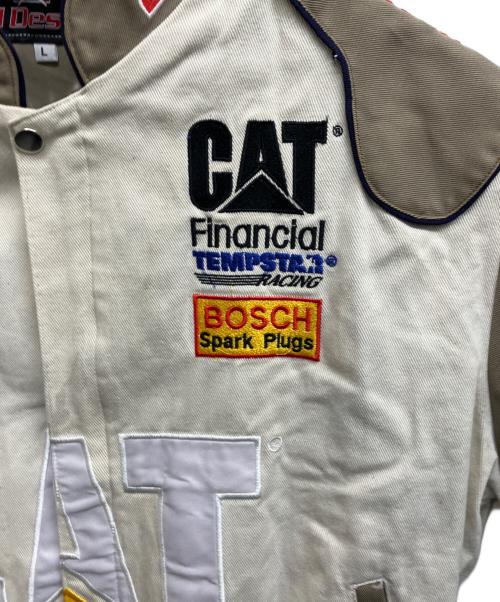 L
CAT®
Financial
TEMPSTAR®
RACING
BOSCH
Spark Plugs
AT